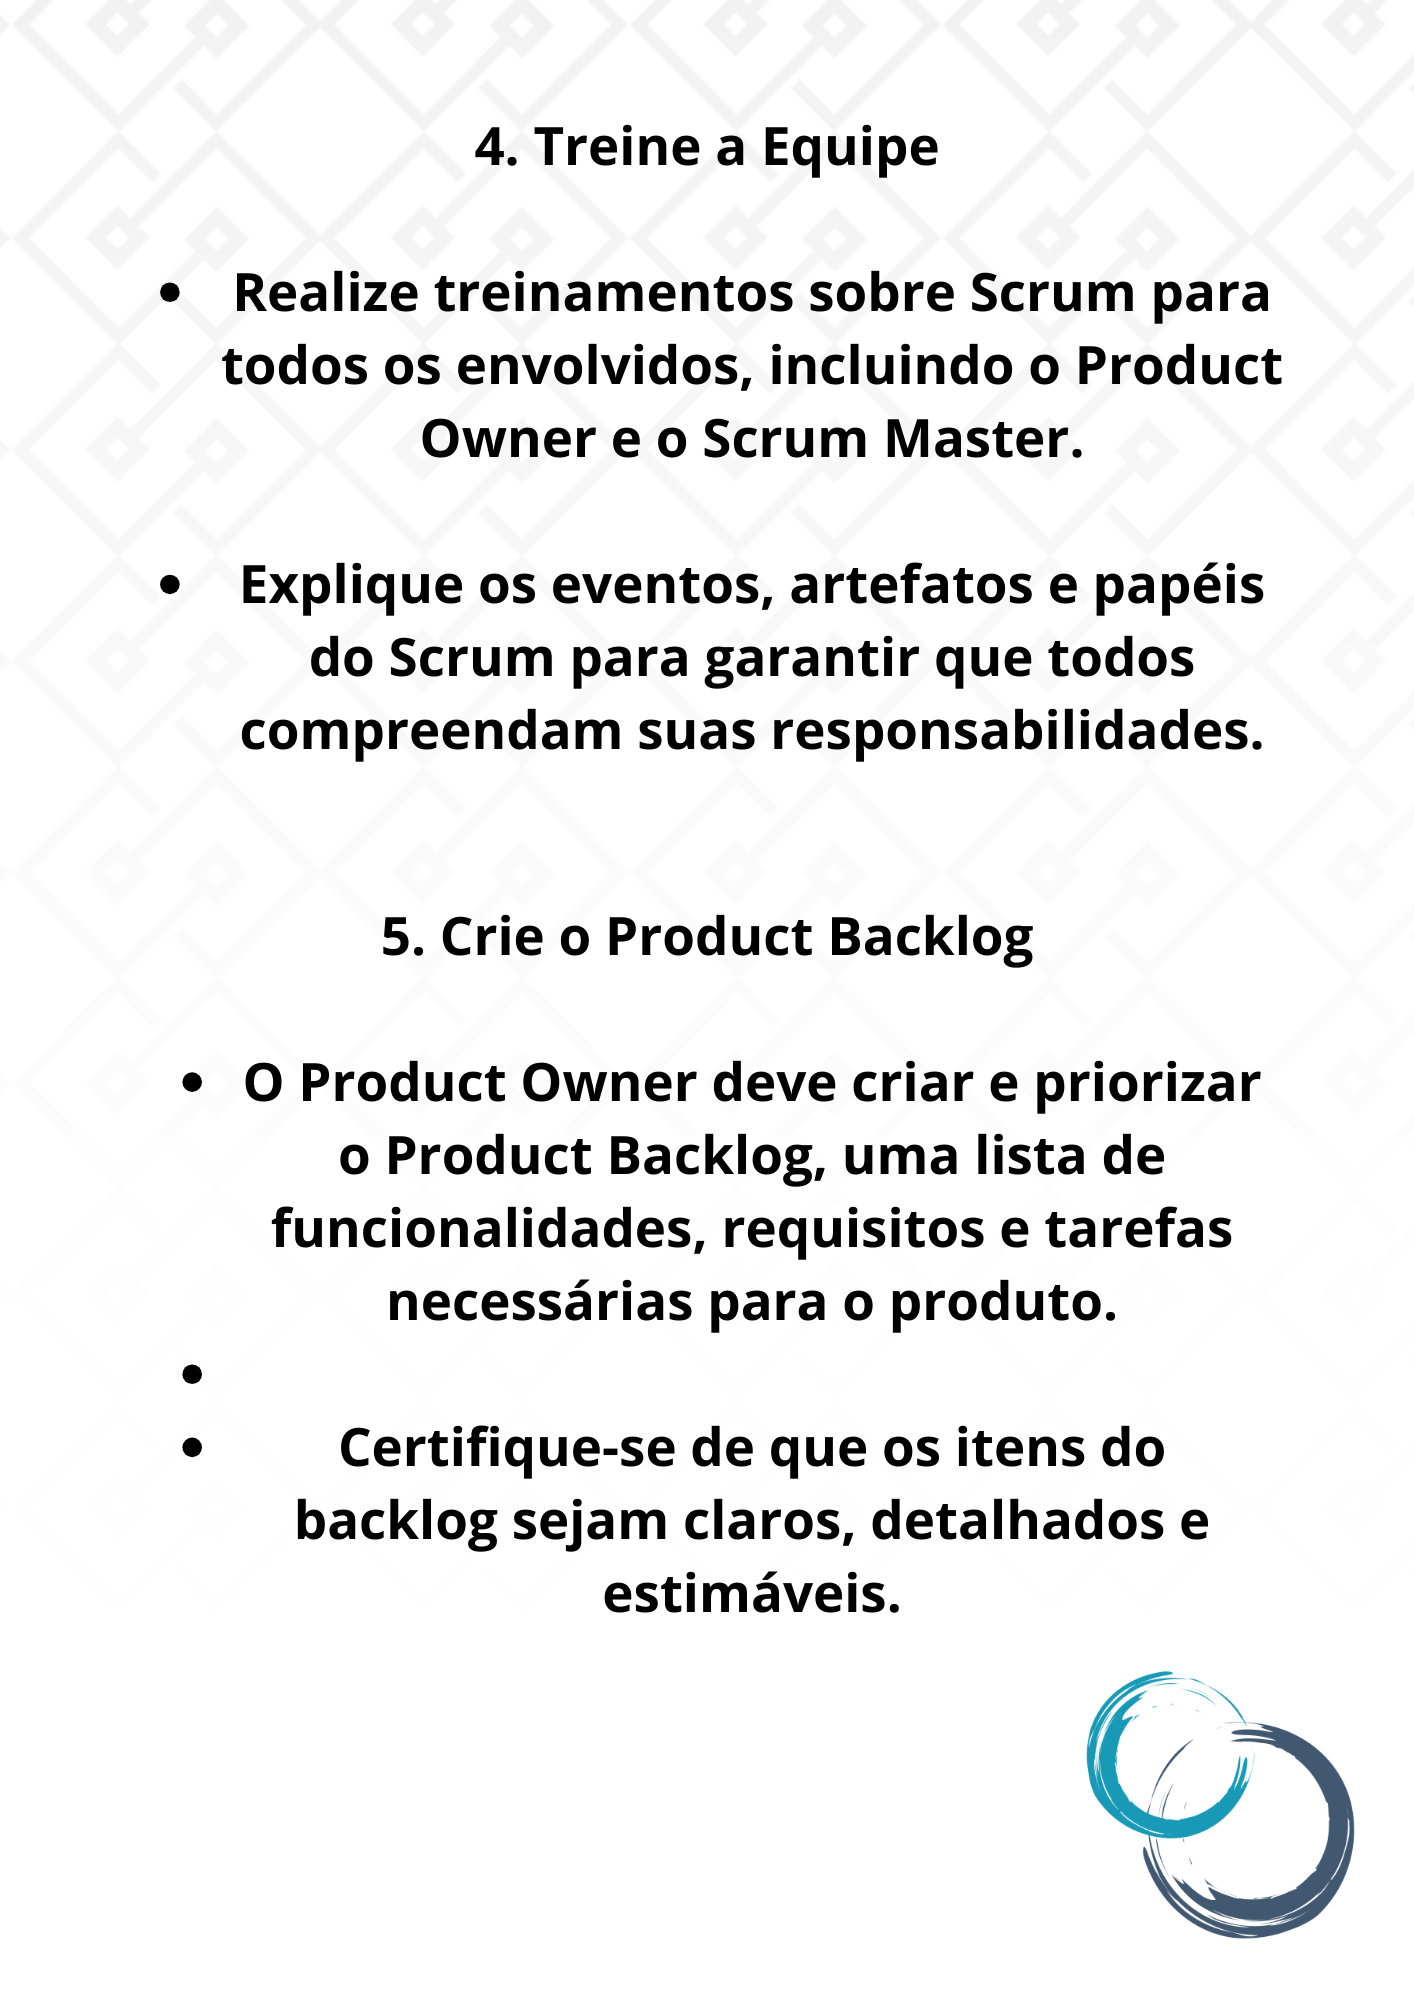 4. Treine a Equipe
• Realize treinamentos sobre Scrum para
todos os envolvidos, incluindo o Product
Owner e o Scrum Master.
• Explique os eventos, artefatos e papéis
do Scrum para garantir que todos
compreendam suas responsabilidades.
5. Crie o Product Backlog
• O Product Owner deve criar e priorizar
o Product Backlog, uma lista de
funcionalidades, requisitos e tarefas
necessárias para o produto.
•
• Certifique-se de que os itens do
backlog sejam claros, detalhados e
estimáveis.